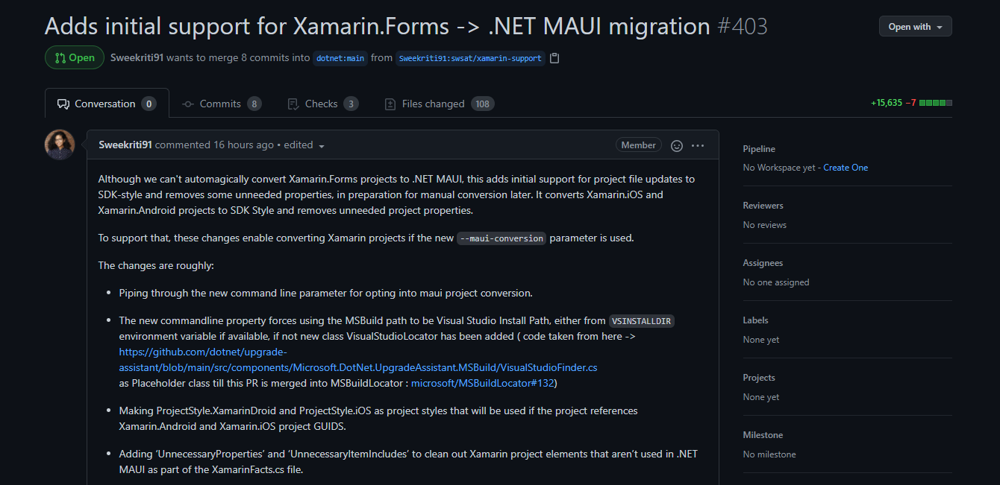 Adds initial support for Xamarin.Forms -> .NET MAUI migration #403
Open with
Open Sweekriti91 wants to merge 8 commits into dotnet:main from Sweekriti91:swsat/xamarin-support
Conversation 0 Commits 8 Checks 3 Files changed 108
+15,635 −7
Sweekriti91 commented 16 hours ago • edited
Member
Although we can't automagically convert Xamarin.Forms projects to .NET MAUI, this adds initial support for project file updates to
SDK-style and removes some unneeded properties, in preparation for manual conversion later. It converts Xamarin.iOS and
Xamarin.Android projects to SDK Style and removes unneeded project properties.
To support that, these changes enable converting Xamarin projects if the new --maui-conversion parameter is used.
The changes are roughly:
• Piping through the new command line parameter for opting into maui project conversion.
• The new commandline property forces using the MSBuild path to be Visual Studio Install Path, either from VSINSTALLDIR
environment variable if available, if not new class VisualStudioLocator has been added ( code taken from here ->
https://github.com/dotnet/upgrade-
assistant/blob/main/src/components/Microsoft.DotNet.UpgradeAssistant.MSBuild/VisualStudioFinder.cs
as Placeholder class till this PR is merged into MSBuildLocator : microsoft/MSBuildLocator#132)
• Making ProjectStyle.XamarinDroid and ProjectStyle.iOS as project styles that will be used if the project references
Xamarin.Android and Xamarin.iOS project GUIDS.
• Adding ‘UnnecessaryProperties’ and ‘UnnecessaryItemIncludes’ to clean out Xamarin project elements that aren’t used in .NET
MAUI as part of the XamarinFacts.cs file.
Pipeline
No Workspace yet - Create One
Reviewers
No reviews
Assignees
No one assigned
Labels
None yet
Projects
None yet
Milestone
No milestone